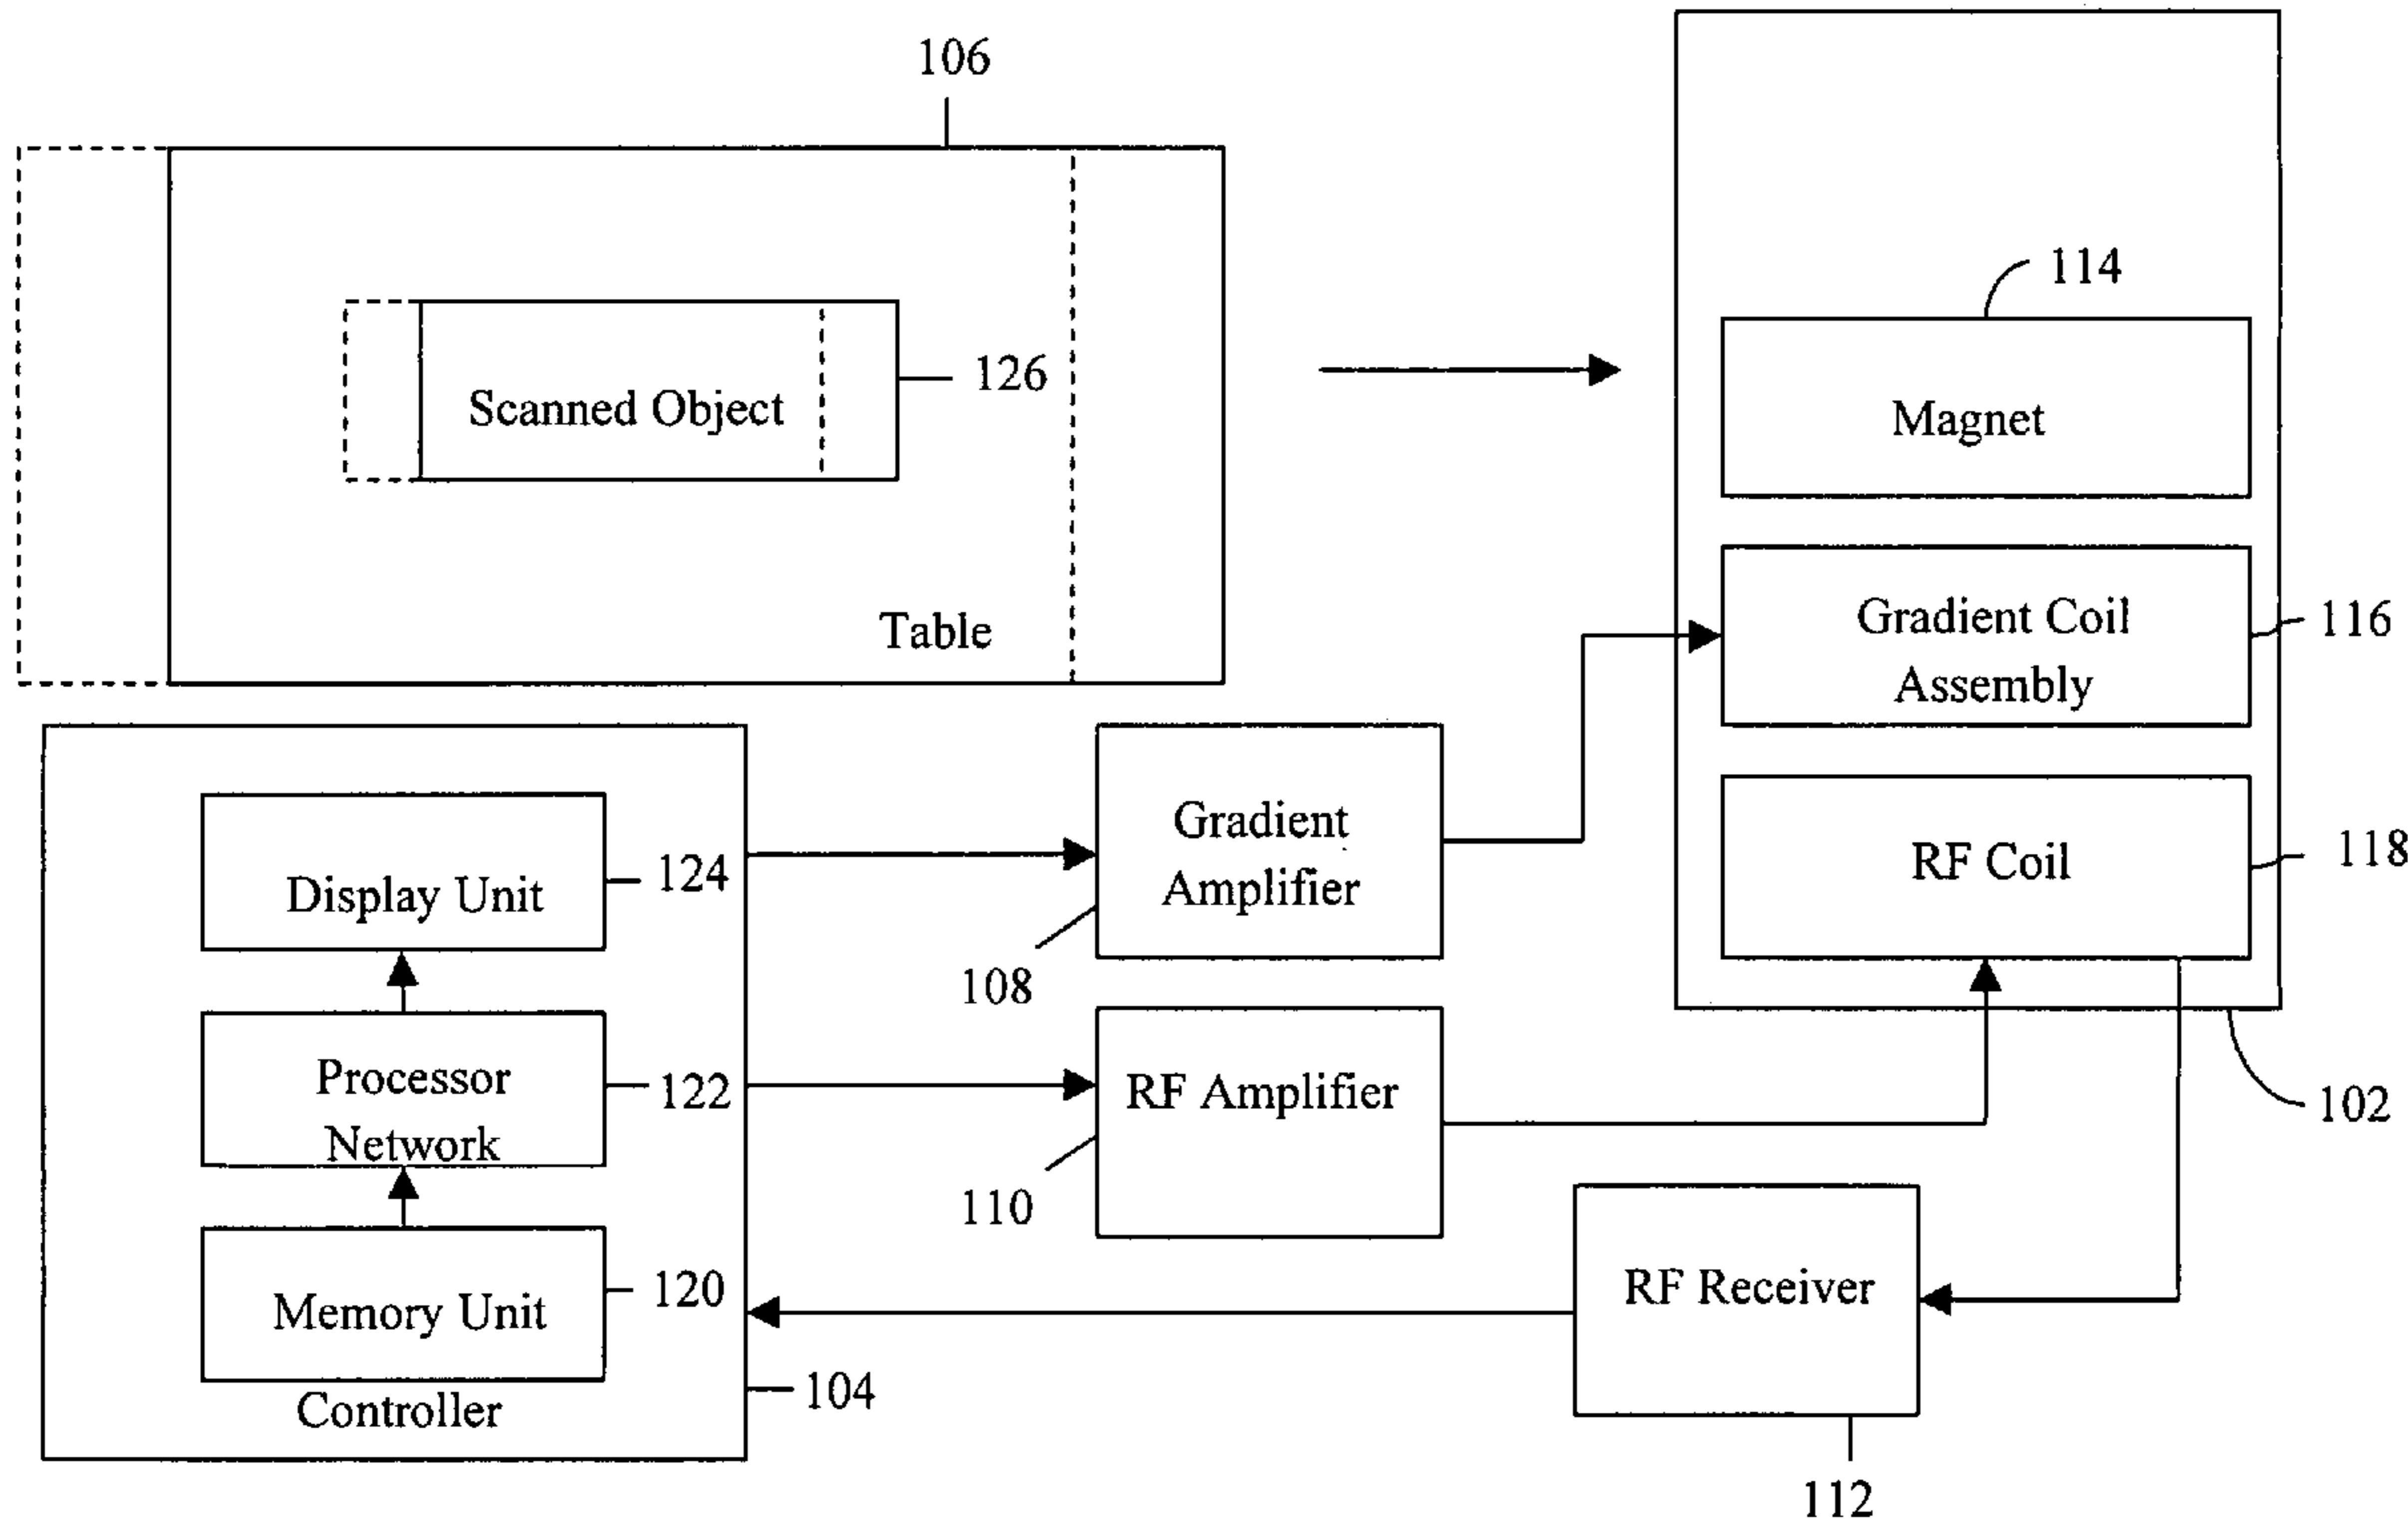 106
114
126
Scanned Object
Magnet
Table
Gradient Coil
Assembly
116
Display Unit
124
Gradient
Amplifier
108
RF Coil
118
Processor
Network
122
RF Amplifier
110
102
Memory Unit
120
RF Receiver
Controller
104
112